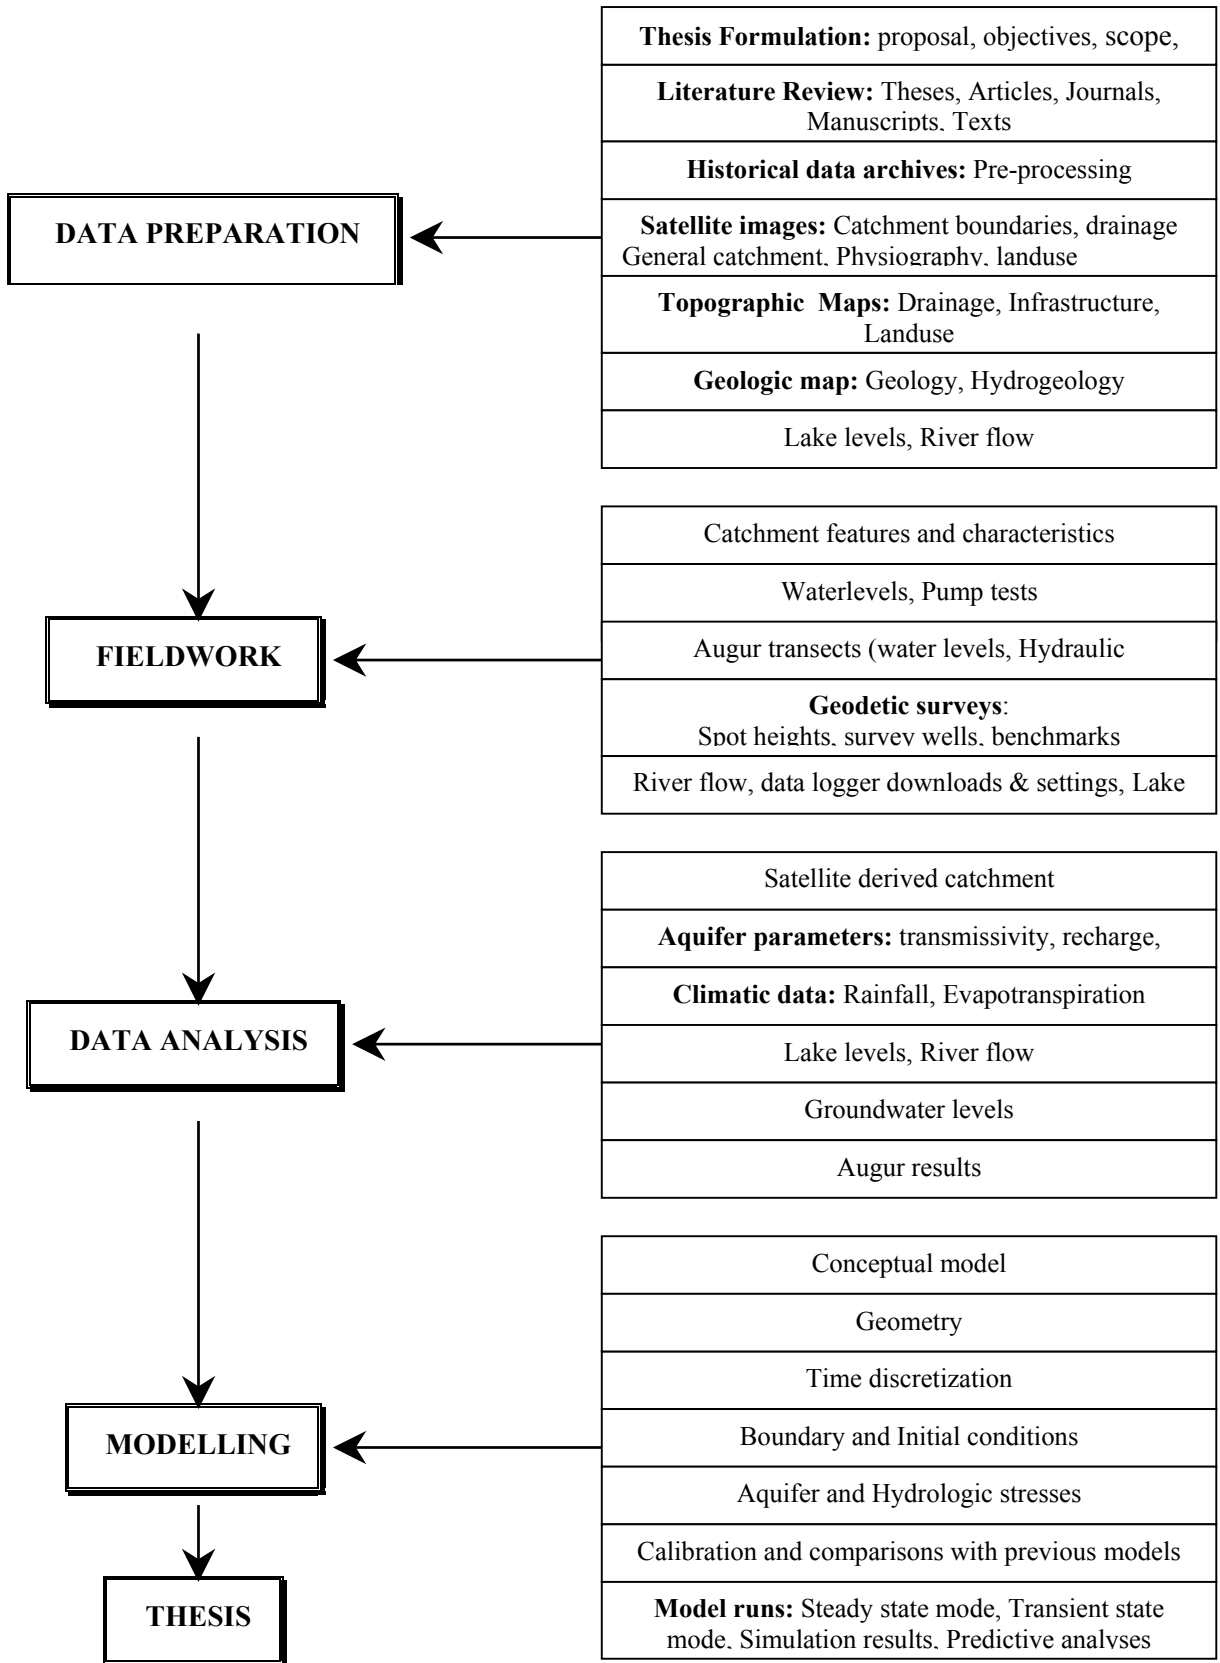 Thesis Formulation: proposal, objectives, scope,
Literature Review: Theses, Articles, Journals,
Manuscripts, Texts
Historical data archives: Pre-processing
DATA PREPARATION
Satellite images: Catchment boundaries, drainage
General catchment, Physiography, landuse
Topographic Maps: Drainage, Infrastructure,
Landuse
Geologic map: Geology, Hydrogeology
Lake levels, River flow
Catchment features and characteristics
Waterlevels, Pump tests
FIELDWORK
Augur transects (water levels, Hydraulic
Geodetic surveys:
Spot heights, survey wells, benchmarks
River flow, data logger downloads & settings, Lake
Satellite derived catchment
Aquifer parameters: transmissivity, recharge,
Climatic data: Rainfall, Evapotranspiration
DATA ANALYSIS
Lake levels, River flow
Groundwater levels
Augur results
Conceptual model
Geometry
Time discretization
MODELLING
Boundary and Initial conditions
Aquifer and Hydrologic stresses
Calibration and comparisons with previous models
THESIS
Model runs: Steady state mode, Transient state
mode, Simulation results, Predictive analyses